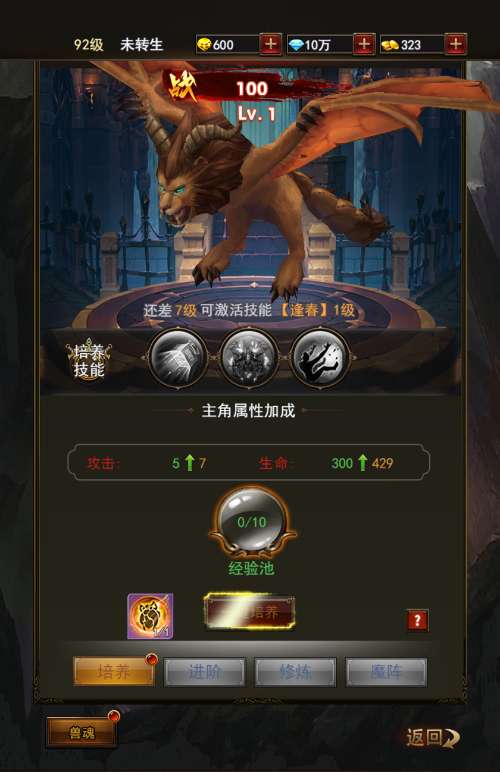 92级 未转生 600 10万 323
战 100
Lv. 1
还差 7级 可激活技能 【逢春】1级
培养
技能
主角属性加成
攻击: 5 7 生命: 300 429
0/10
经验池
1/1 培养 ?
培养 进阶 修炼 魔阵
兽魂 返回